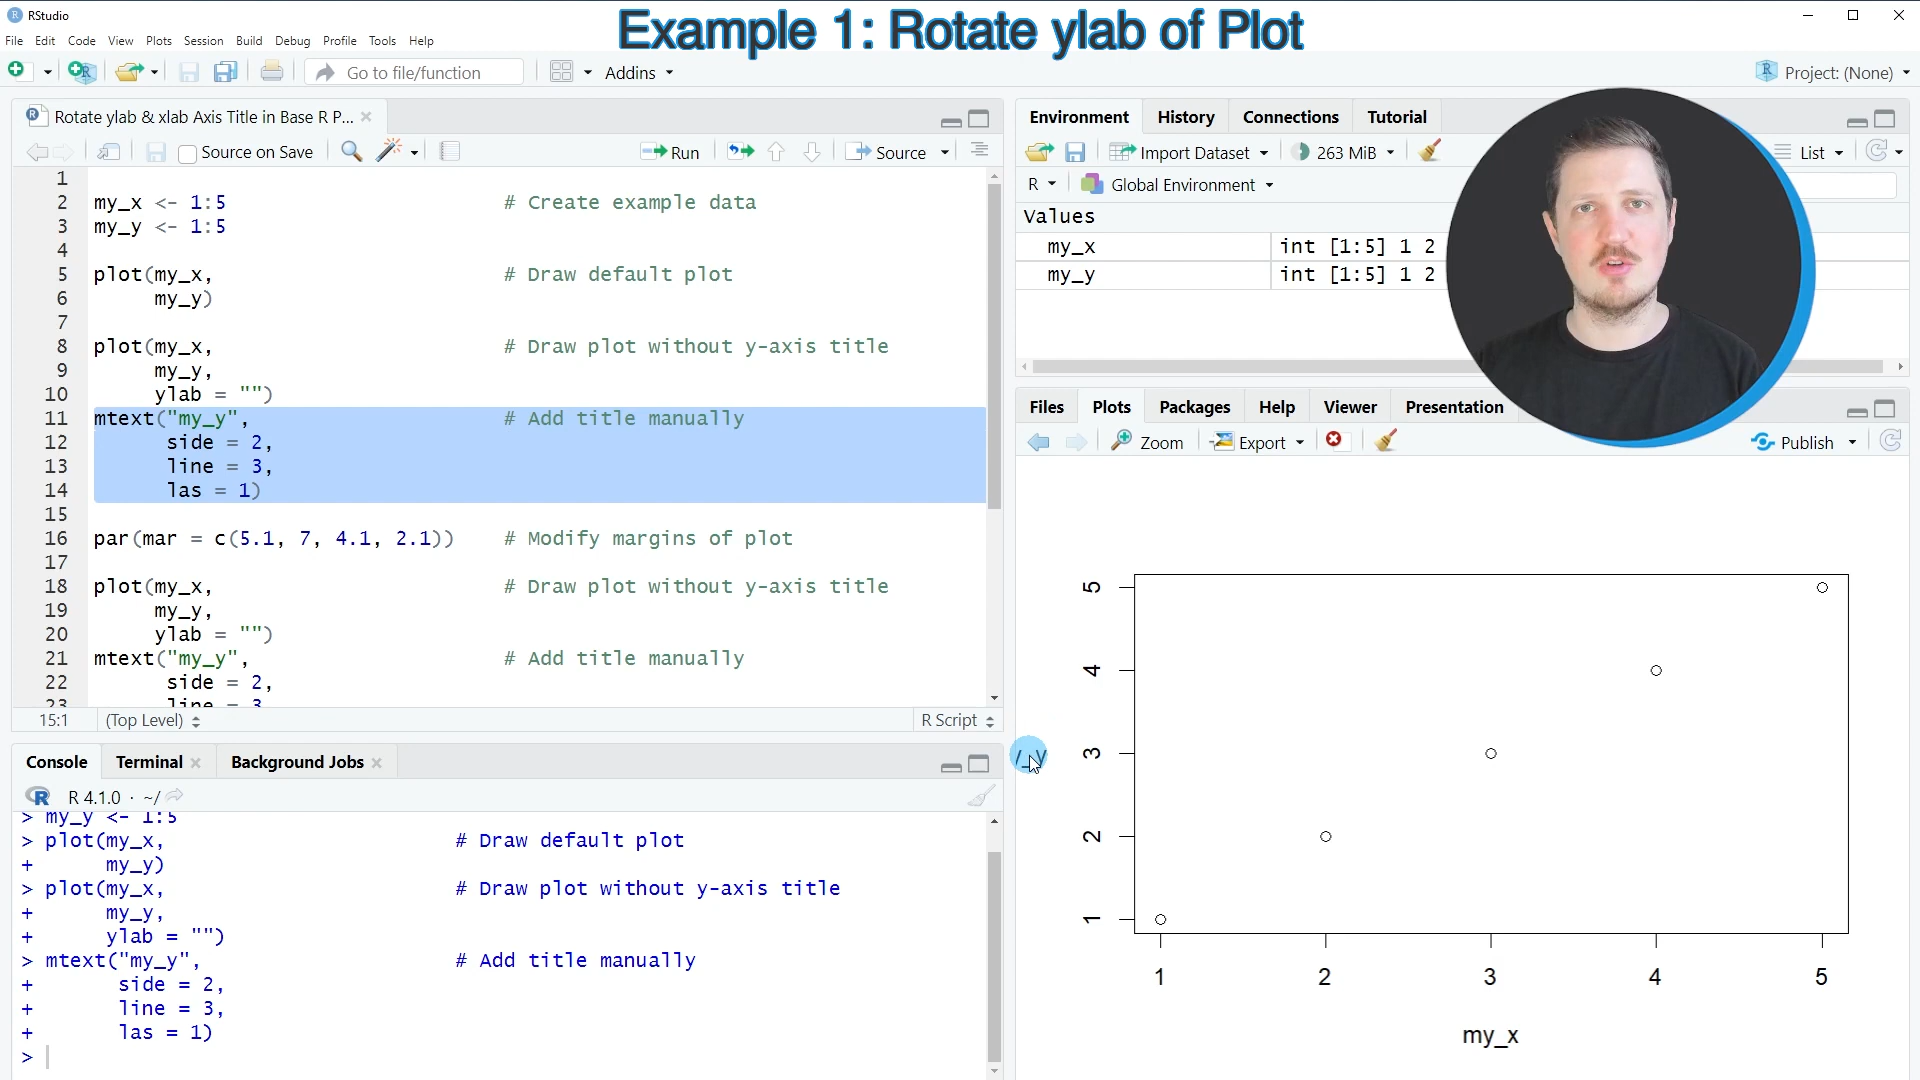 RStudio
Example 1: Rotate ylab of Plot
File Edit Code View Plots Session Build Debug Profile Tools Help
Go to file/function
Addins
Project: (None)
Rotate ylab & xlab Axis Title in Base R P...
Source on Save
Run
Source
1
2 my_x <- 1:5 # Create example data
3 my_y <- 1:5
4
5 plot(my_x, # Draw default plot
6 my_y)
7
8 plot(my_x, # Draw plot without y-axis title
9 my_y,
10 ylab = "")
11 mtext("my_y", # Add title manually
12 side = 2,
13 line = 3,
14 las = 1)
15
16 par(mar = c(5.1, 7, 4.1, 2.1)) # Modify margins of plot
17
18 plot(my_x, # Draw plot without y-axis title
19 my_y,
20 ylab = "")
21 mtext("my_y", # Add title manually
22 side = 2,
23 line = 3
15:1 (Top Level) R Script
Console Terminal Background Jobs
R 4.1.0 · ~/
> my_y <- 1:5
> plot(my_x, # Draw default plot
+ my_y)
> plot(my_x, # Draw plot without y-axis title
+ my_y,
+ ylab = "")
> mtext("my_y", # Add title manually
+ side = 2,
+ line = 3,
+ las = 1)
>
Environment History Connections Tutorial
Import Dataset 263 MiB List
R Global Environment
Values
my_x int [1:5] 1 2
my_y int [1:5] 1 2
Files Plots Packages Help Viewer Presentation
Zoom Export Publish
5
4
3
2
1
1 2 3 4 5
my_x